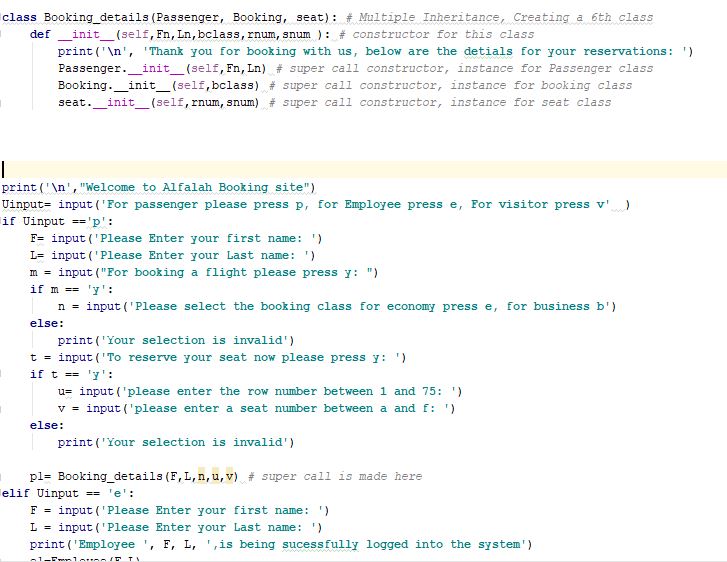 class Booking_details(Passenger, Booking, seat): # Multiple Inheritance, Creating a 6th class
    def __init__(self,Fn,Ln,bclass,rnum,snum ): # constructor for this class
        print('\n', 'Thank you for booking with us, below are the detials for your reservations: ')
        Passenger.__init__(self,Fn,Ln) # super call constructor, instance for Passenger class
        Booking.__init__(self,bclass) # super call constructor, instance for booking class
        seat.__init__(self,rnum,snum) # super call constructor, instance for seat class
print('\n',"Welcome to Alfalah Booking site")
Uinput= input('For passenger please press p, for Employee press e, For visitor press v'  )
if Uinput =='p':
    F= input('Please Enter your first name: ')
    L= input('Please Enter your Last name: ')
    m = input("For booking a flight please press y: ")
    if m == 'y':
        n = input('Please select the booking class for economy press e, for business b')
    else:
        print('Your selection is invalid')
    t = input('To reserve your seat now please press y: ')
    if t == 'y':
        u= input('please enter the row number between 1 and 75: ')
        v = input('please enter a seat number between a and f: ')
    else:
        print('Your selection is invalid')
    p1= Booking_details(F,L,n,u,v) # super call is made here
elif Uinput == 'e':
    F = input('Please Enter your first name: ')
    L = input('Please Enter your Last name: ')
    print('Employee ', F, L, ',is being sucessfully logged into the system')